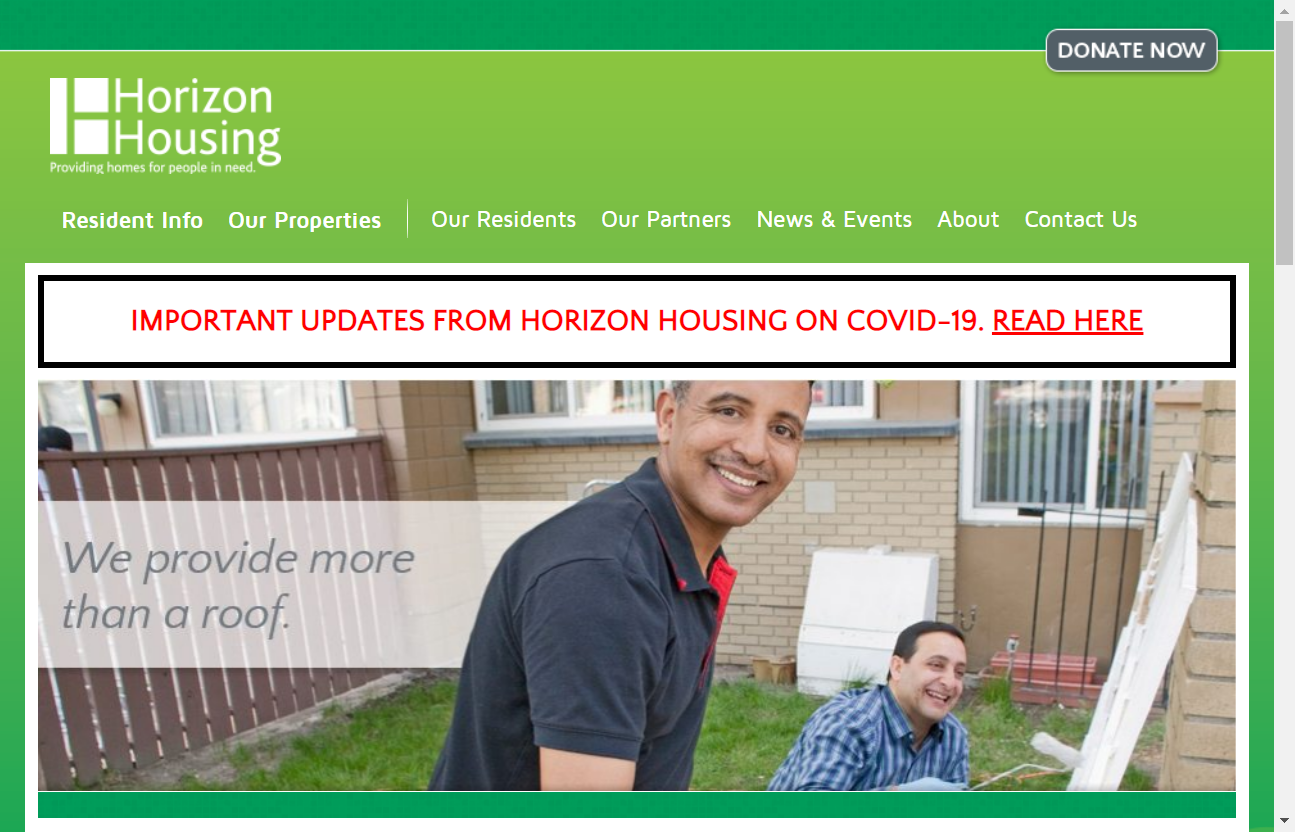 DONATE NOW
Horizon
Housing
Providing homes for people in need.
Resident Info Our Properties Our Residents Our Partners News & Events About Contact Us
IMPORTANT UPDATES FROM HORIZON HOUSING ON COVID-19. READ HERE
We provide more
than a roof.